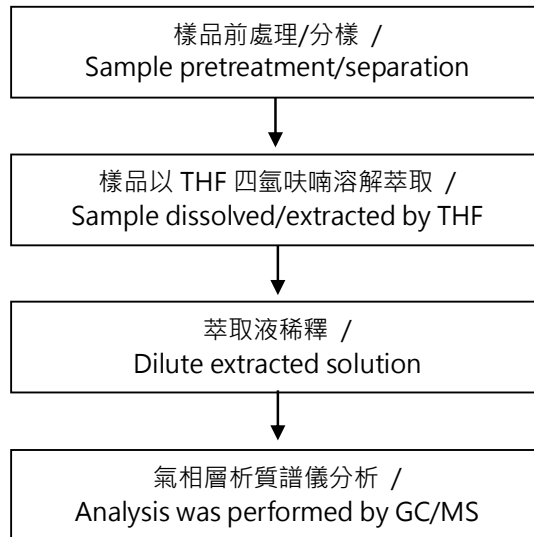 樣品前處理/分樣 /
Sample pretreatment/separation
樣品以 THF 四氫呋喃溶解萃取 /
Sample dissolved/extracted by THF
萃取液稀釋 /
Dilute extracted solution
氣相層析質譜儀分析 /
Analysis was performed by GC/MS